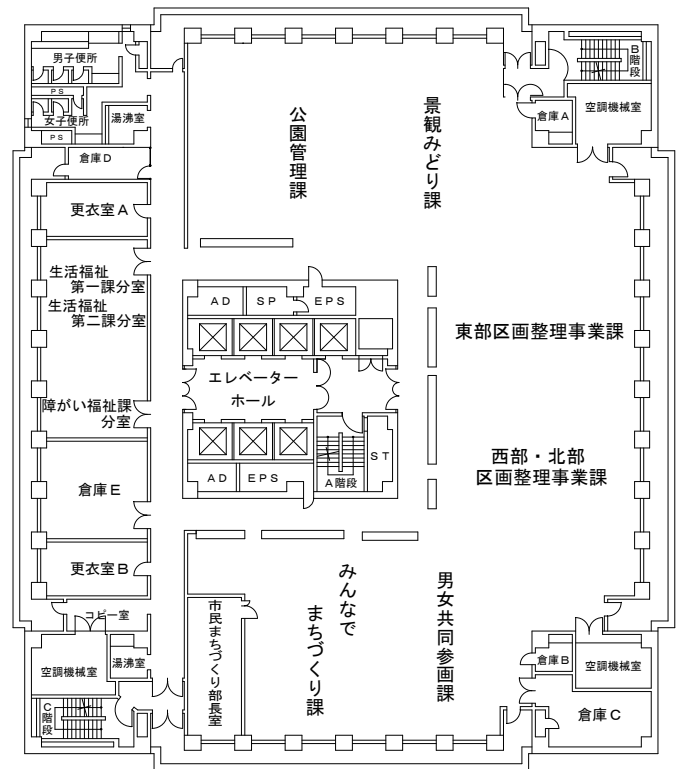 男子便所
PS
女子便所
PS
湯沸室
倉庫D
更衣室A
生活福祉
第一課分室
生活福祉
第二課分室
障がい福祉課
分室
倉庫E
更衣室B
コピー室
空調機械室
湯沸室
C階段
公園管理課
景観みどり課
B階段
倉庫A
空調機械室
AD
SP
EPS
エレベーター
ホール
AD
EPS
A階段
ST
東部区画整理事業課
西部・北部
区画整理事業課
市民まちづくり部長室
みんなで
まちづくり課
男女共同参画課
倉庫B
空調機械室
倉庫C